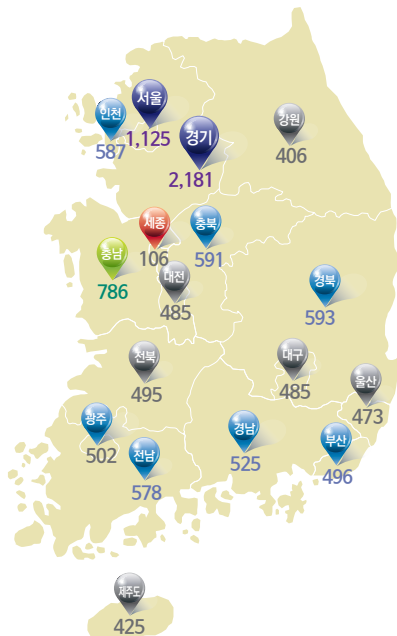 서울
1,125
인천
587
경기
2,181
강원
406
세종
106
충북
591
충남
786
대전
485
경북
593
전북
495
대구
485
울산
473
광주
502
전남
578
경남
525
부산
496
제주도
425